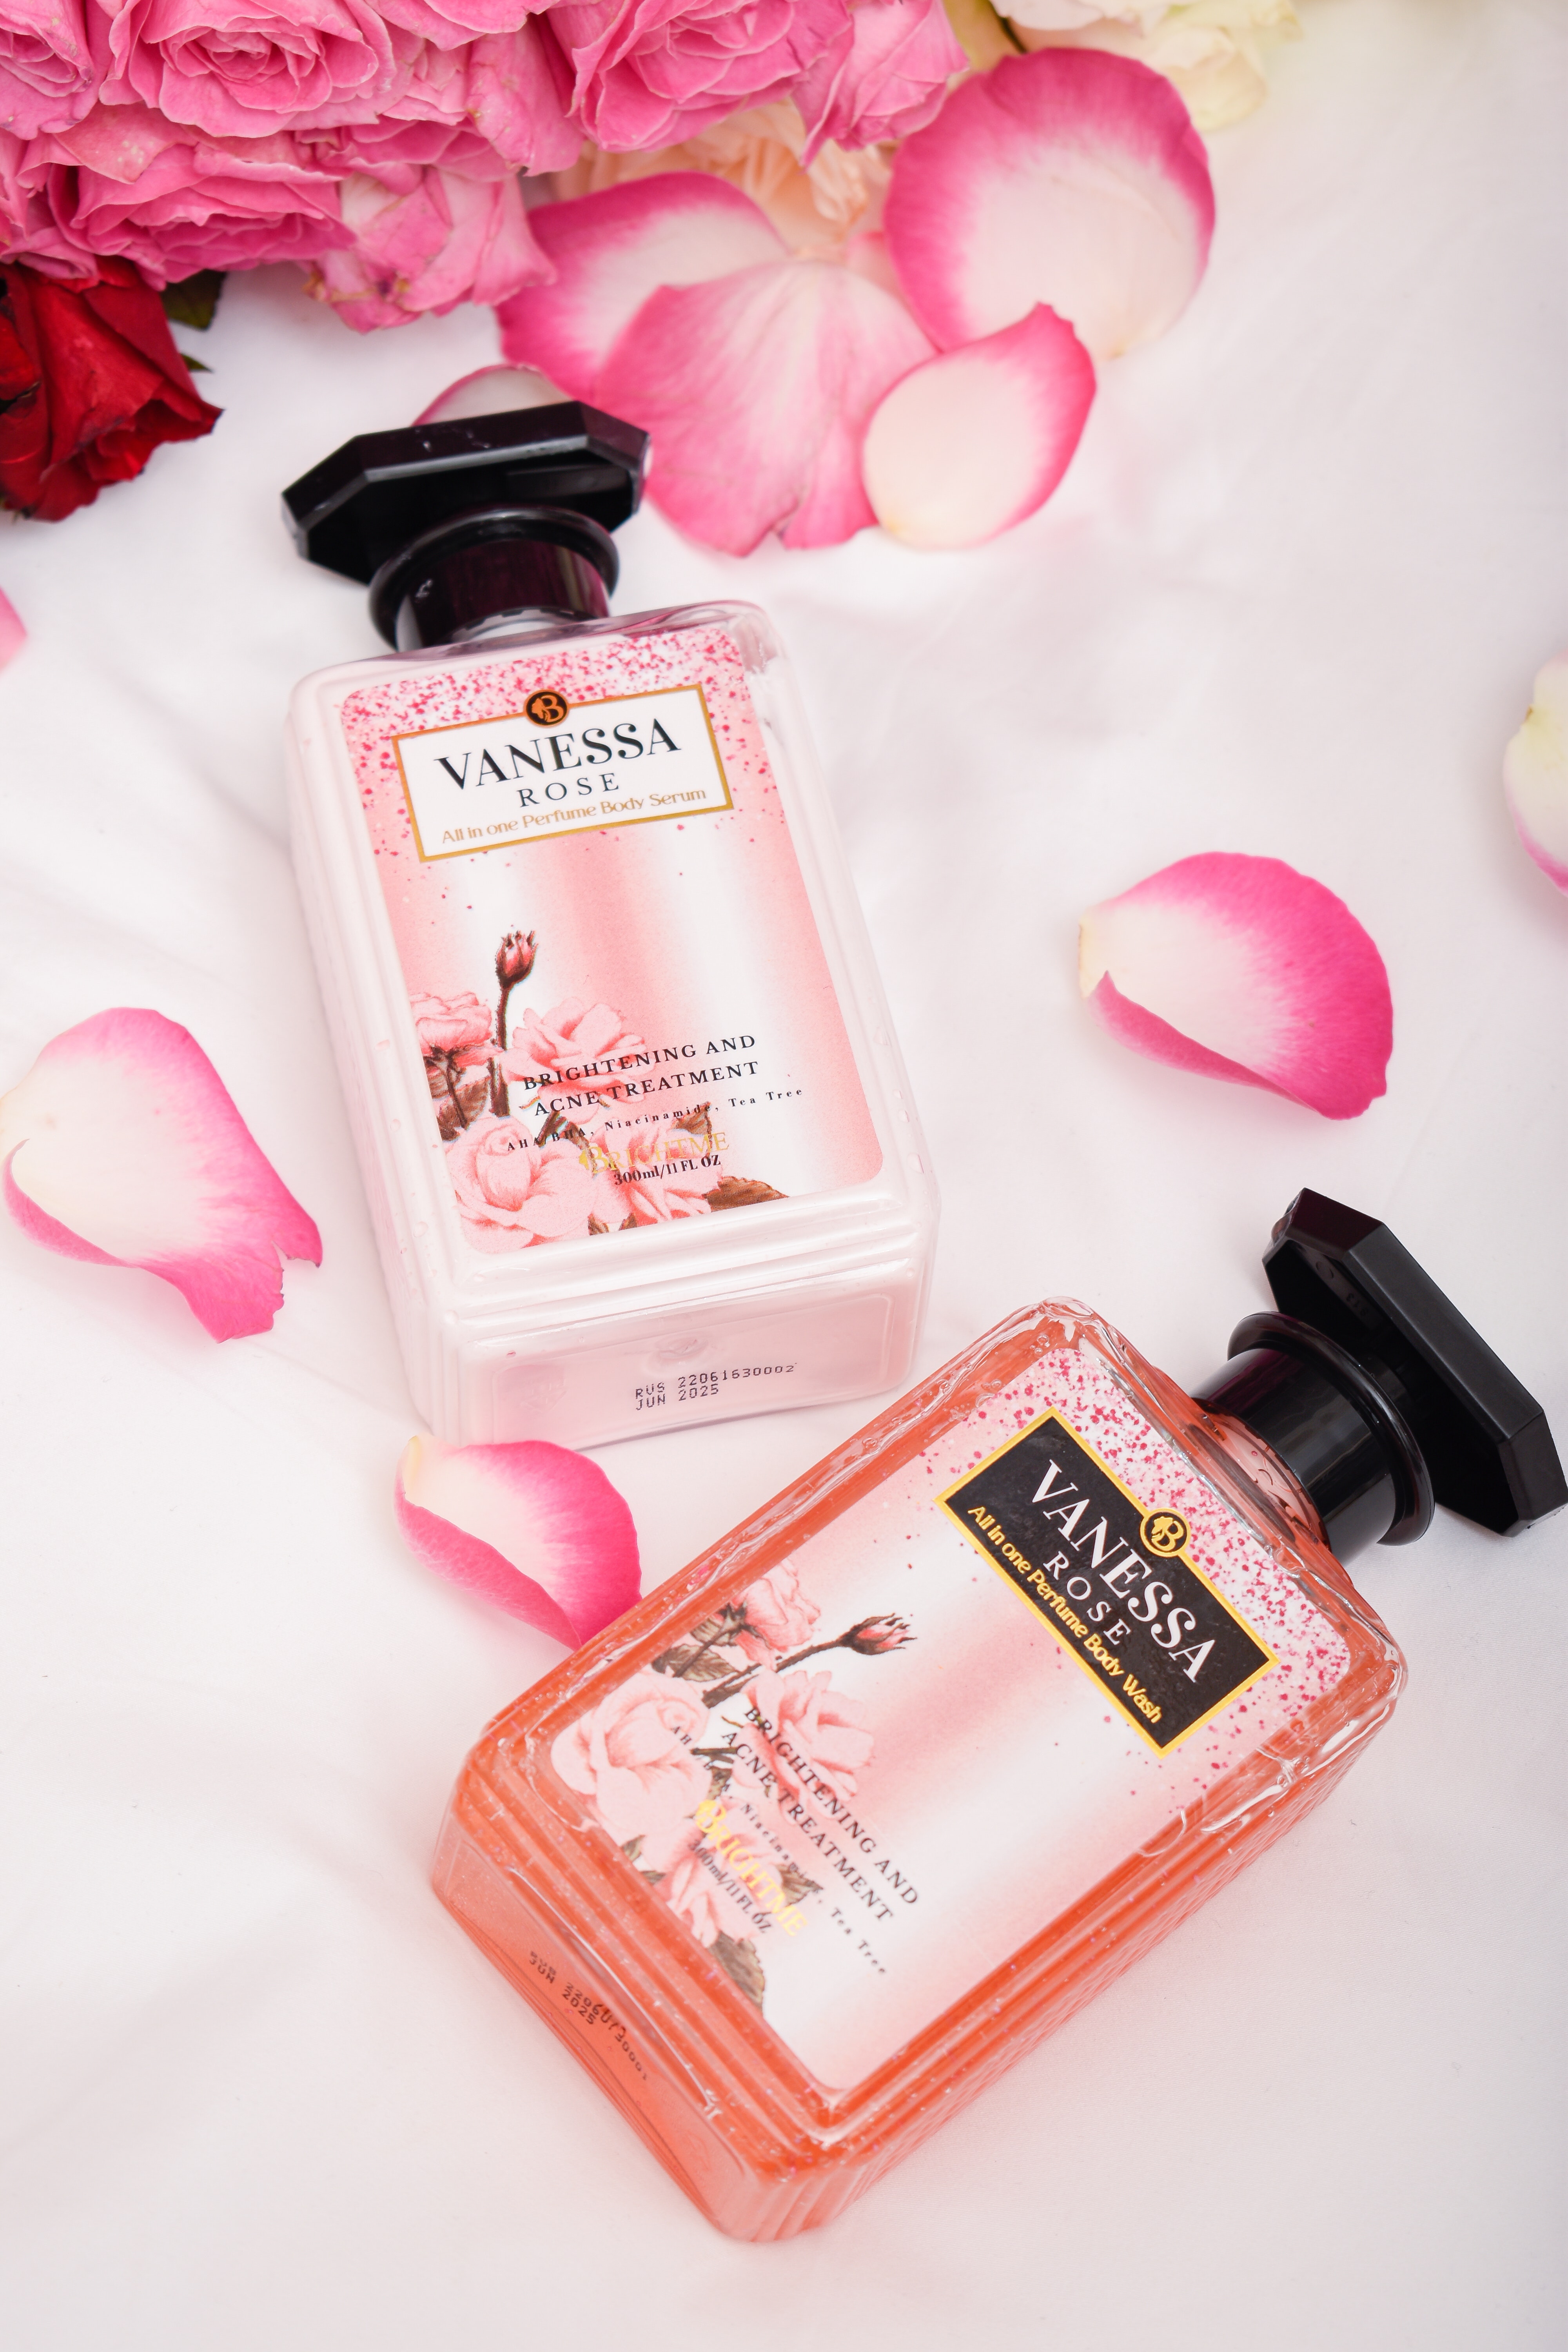 B
VANESSA
ROSE
All in one Perfume Body Serum
BRIGHTENING AND
ACNE TREATMENT
AHA/BHA, Niacinamide, Tea Tree
BRIGHTME
300ml/11 FL OZ
RUS 22061630002
JUN 2025
B
VANESSA
ROSE
All in one Perfume Body Wash
BRIGHTENING AND
ACNE TREATMENT
Niacinamide, Tea Tree
BRIGHTME
300ml/11 FL OZ
JUN 2025